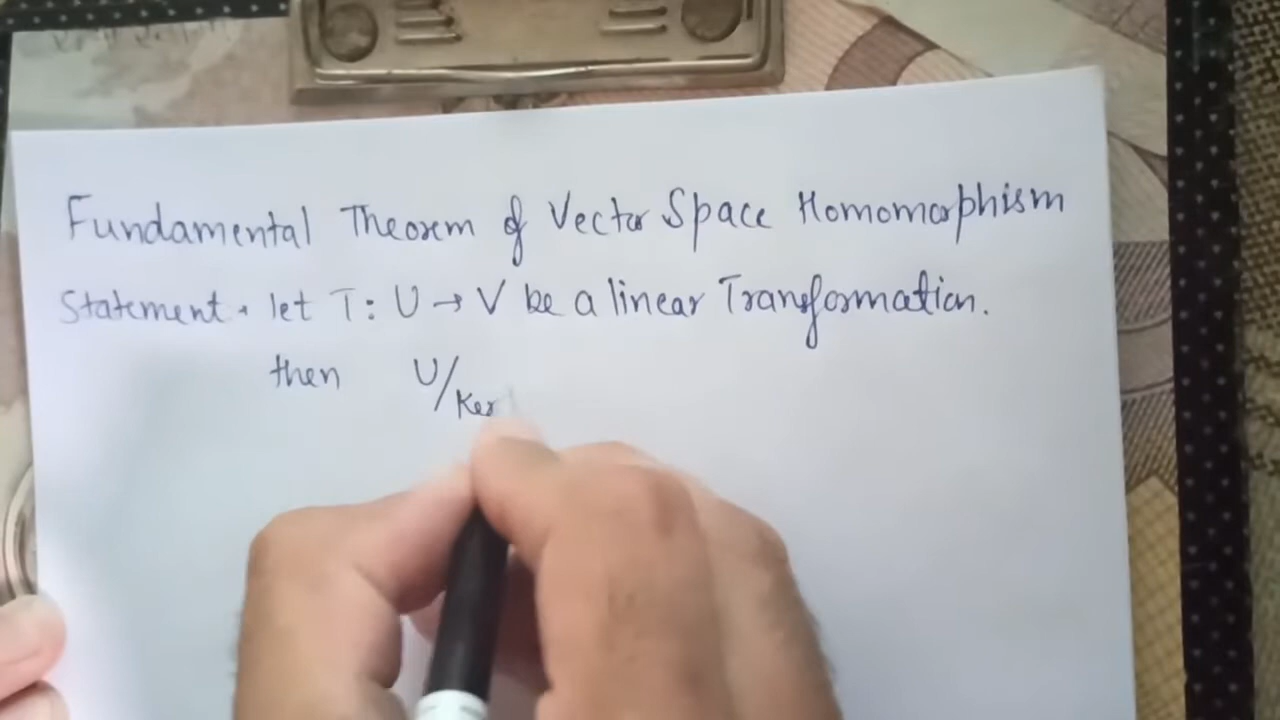 Fundamental Theorem of Vector Space Homomorphism
Statement. let T: U → V be a linear Transformation.
then U/Ker